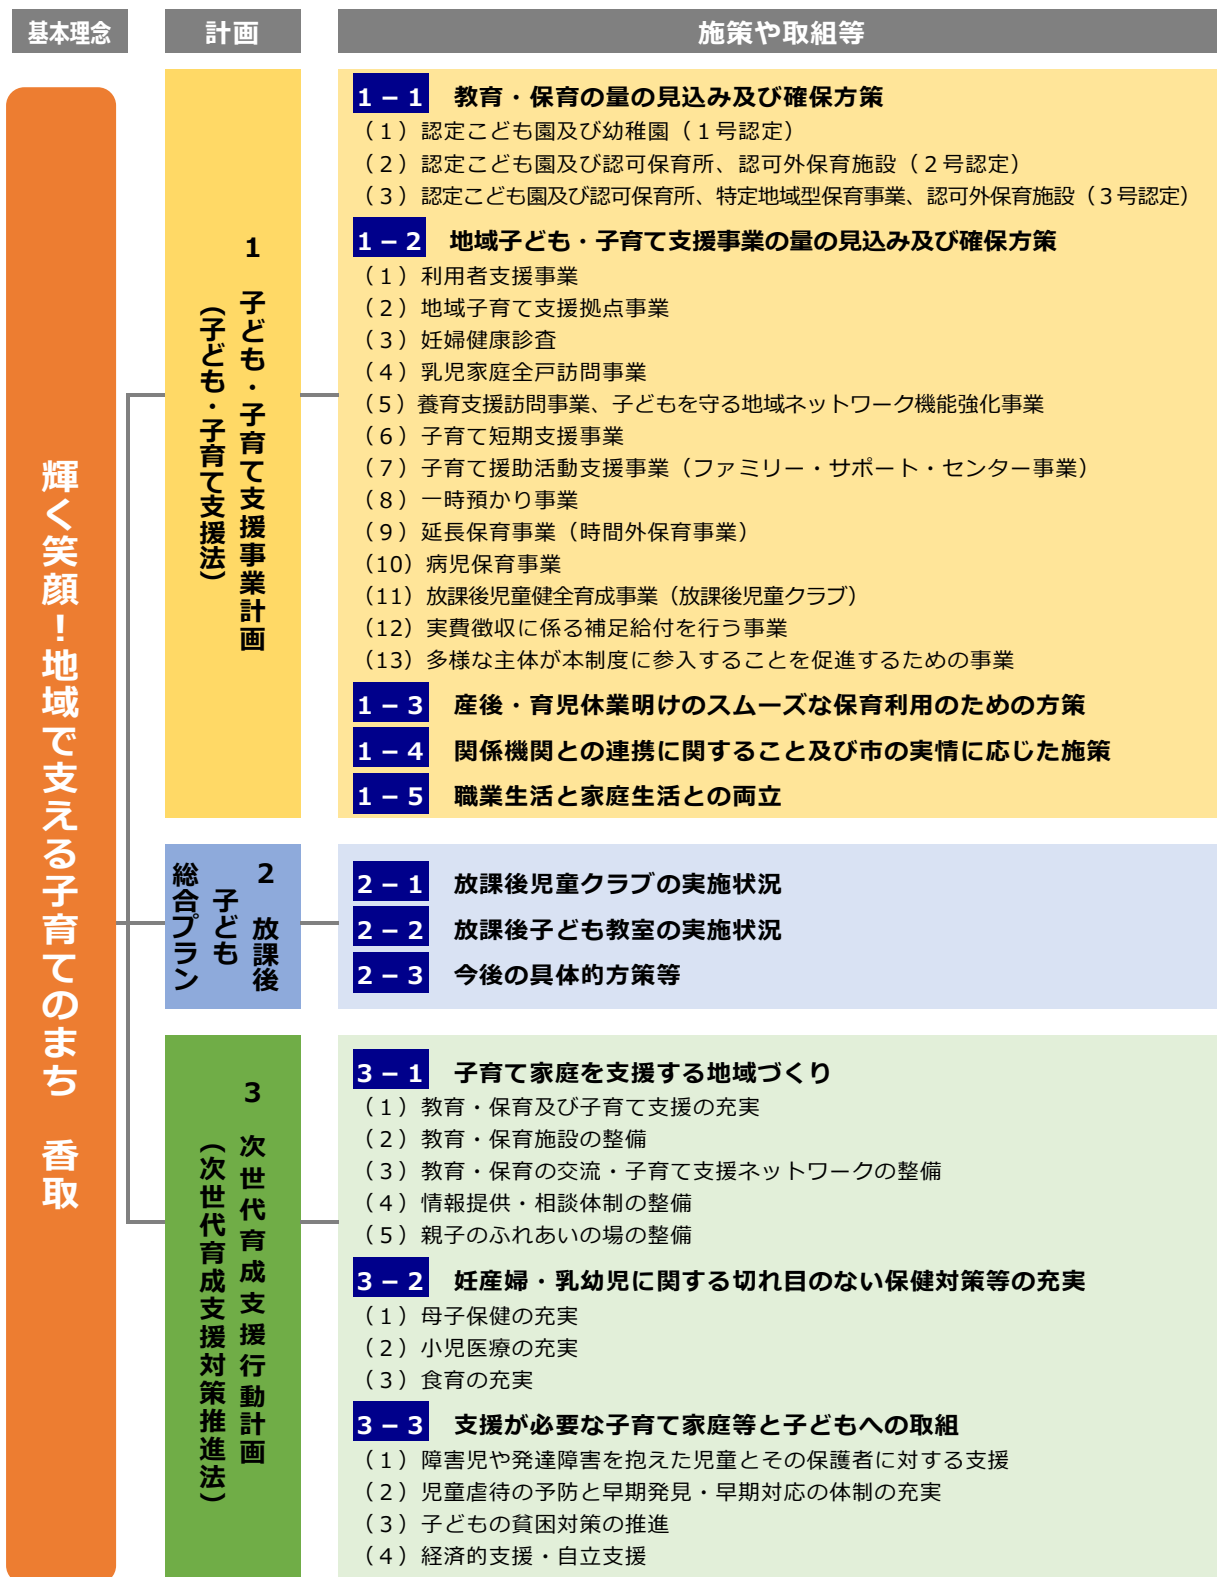 基本理念
計画
施策や取組等
輝く笑顔！地域で支える子育てのまち　香取
1　子ども・子育て支援事業計画
（子ども・子育て支援法）
1－1　教育・保育の量の見込み及び確保方策
（１）認定こども園及び幼稚園（１号認定）
（２）認定こども園及び認可保育所、認可外保育施設（２号認定）
（３）認定こども園及び認可保育所、特定地域型保育事業、認可外保育施設（３号認定）
1－2　地域子ども・子育て支援事業の量の見込み及び確保方策
（１）利用者支援事業
（２）地域子育て支援拠点事業
（３）妊婦健康診査
（４）乳児家庭全戸訪問事業
（５）養育支援訪問事業、子どもを守る地域ネットワーク機能強化事業
（６）子育て短期支援事業
（７）子育て援助活動支援事業（ファミリー・サポート・センター事業）
（８）一時預かり事業
（９）延長保育事業（時間外保育事業）
（10）病児保育事業
（11）放課後児童健全育成事業（放課後児童クラブ）
（12）実費徴収に係る補足給付を行う事業
（13）多様な主体が本制度に参入することを促進するための事業
1－3　産後・育児休業明けのスムーズな保育利用のための方策
1－4　関係機関との連携に関すること及び市の実情に応じた施策
1－5　職業生活と家庭生活との両立
2　放課後
子ども
総合プラン
2－1　放課後児童クラブの実施状況
2－2　放課後子ども教室の実施状況
2－3　今後の具体的方策等
3　次世代育成支援行動計画
（次世代育成支援対策推進法）
3－1　子育て家庭を支援する地域づくり
（１）教育・保育及び子育て支援の充実
（２）教育・保育施設の整備
（３）教育・保育の交流・子育て支援ネットワークの整備
（４）情報提供・相談体制の整備
（５）親子のふれあいの場の整備
3－2　妊産婦・乳幼児に関する切れ目のない保健対策等の充実
（１）母子保健の充実
（２）小児医療の充実
（３）食育の充実
3－3　支援が必要な子育て家庭等と子どもへの取組
（１）障害児や発達障害を抱えた児童とその保護者に対する支援
（２）児童虐待の予防と早期発見・早期対応の体制の充実
（３）子どもの貧困対策の推進
（４）経済的支援・自立支援